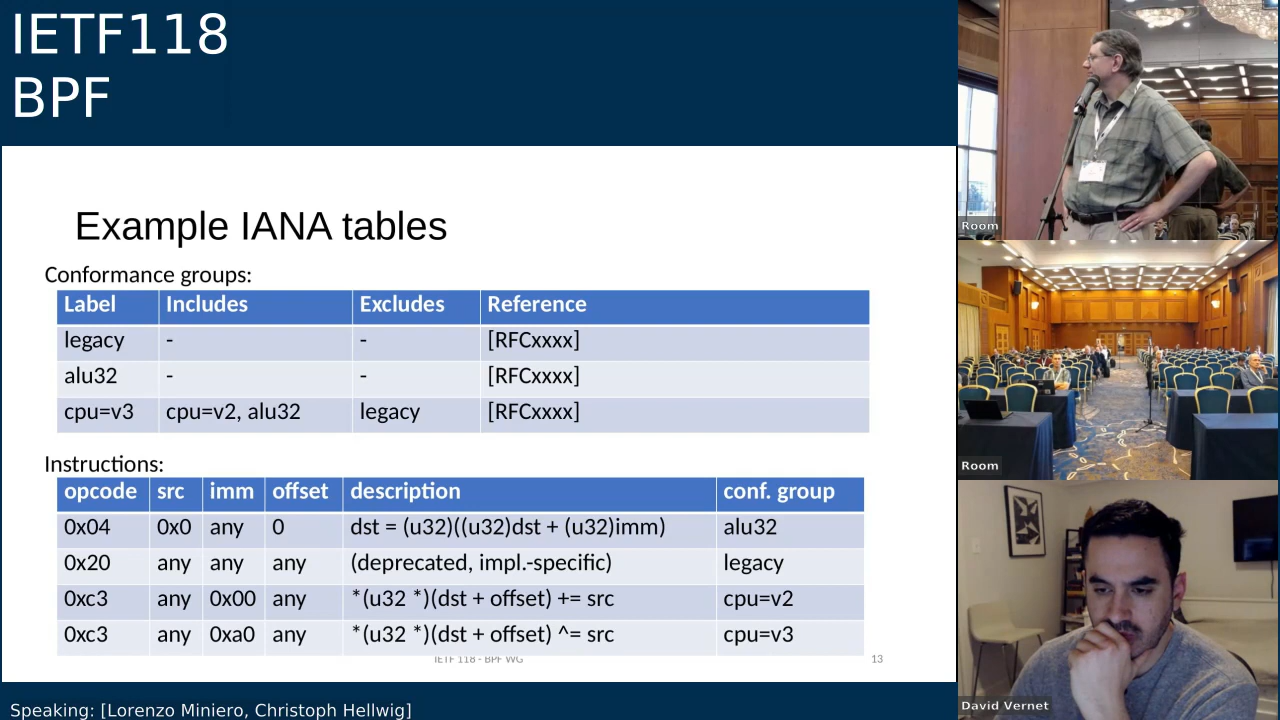 IETF118
BPF
Example IANA tables
Conformance groups:
Label Includes Excludes Reference
legacy - - [RFCxxxx]
alu32 - - [RFCxxxx]
cpu=v3 cpu=v2, alu32 legacy [RFCxxxx]
Instructions:
opcode src imm offset description conf. group
0x04 0x0 any 0 dst = (u32)((u32)dst + (u32)imm) alu32
0x20 any any any (deprecated, impl.-specific) legacy
0xc3 any 0x00 any *(u32 *)(dst + offset) += src cpu=v2
0xc3 any 0xa0 any *(u32 *)(dst + offset) ^= src cpu=v3
IETF 118 - BPF WG 13
Speaking: [Lorenzo Miniero, Christoph Hellwig]
Room
Room
David Vernet